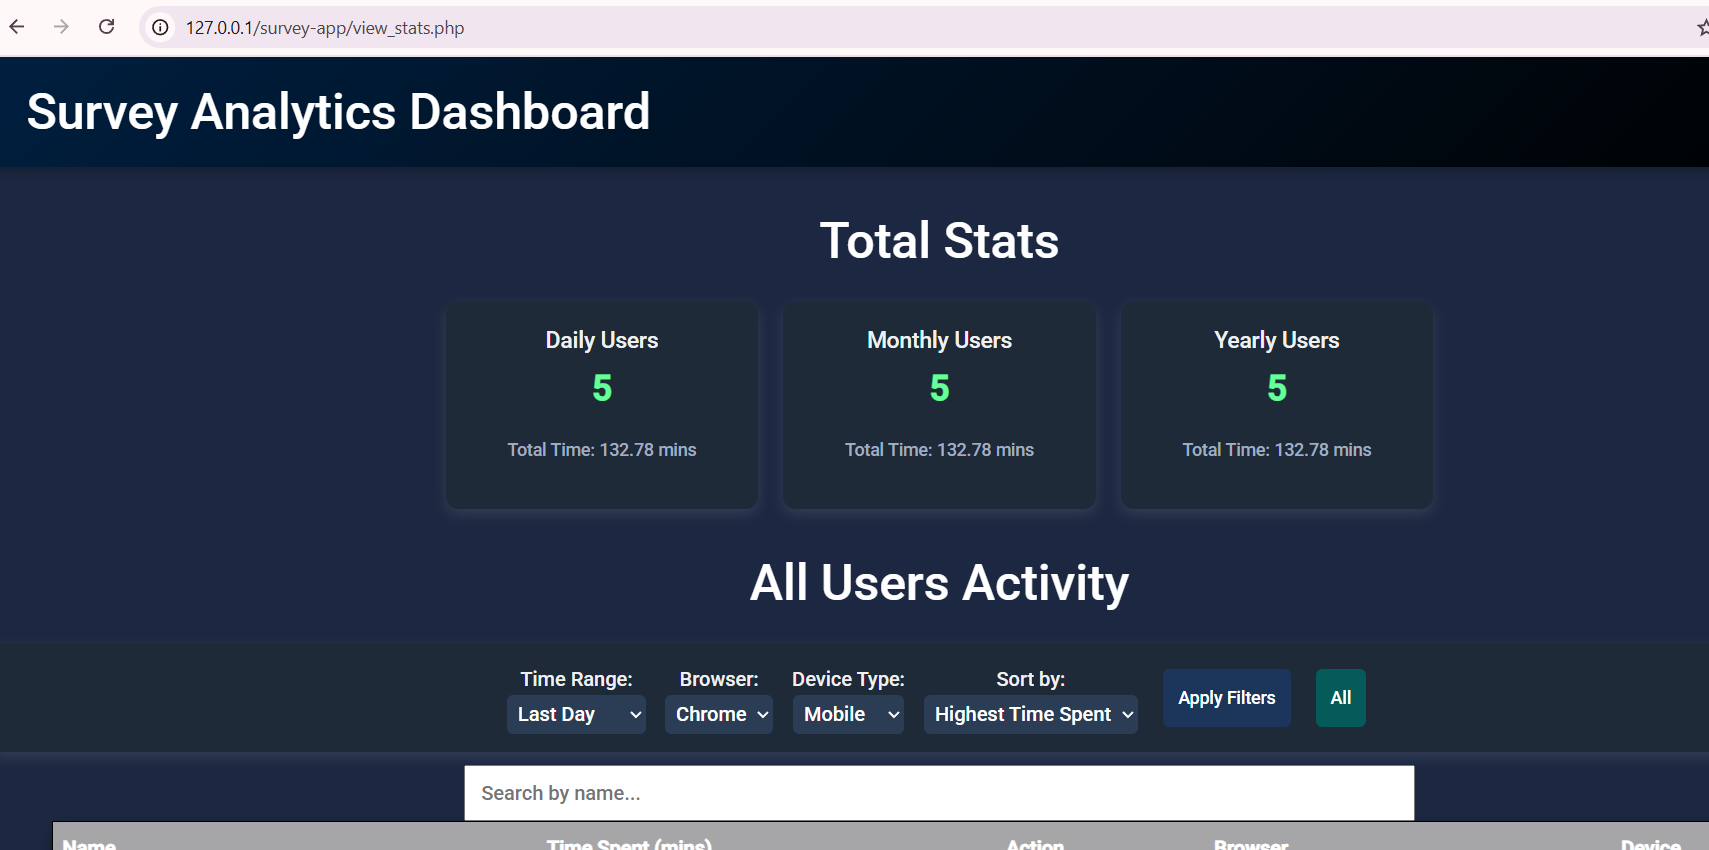 127.0.0.1/survey-app/view_stats.php
Survey Analytics Dashboard
Total Stats
Daily Users
5
Total Time: 132.78 mins
Monthly Users
5
Total Time: 132.78 mins
Yearly Users
5
Total Time: 132.78 mins
All Users Activity
Time Range:
Last Day
Browser:
Chrome
Device Type:
Mobile
Sort by:
Highest Time Spent
Apply Filters
All
Search by name...
Name Time Spent (mins) Action Browser Device